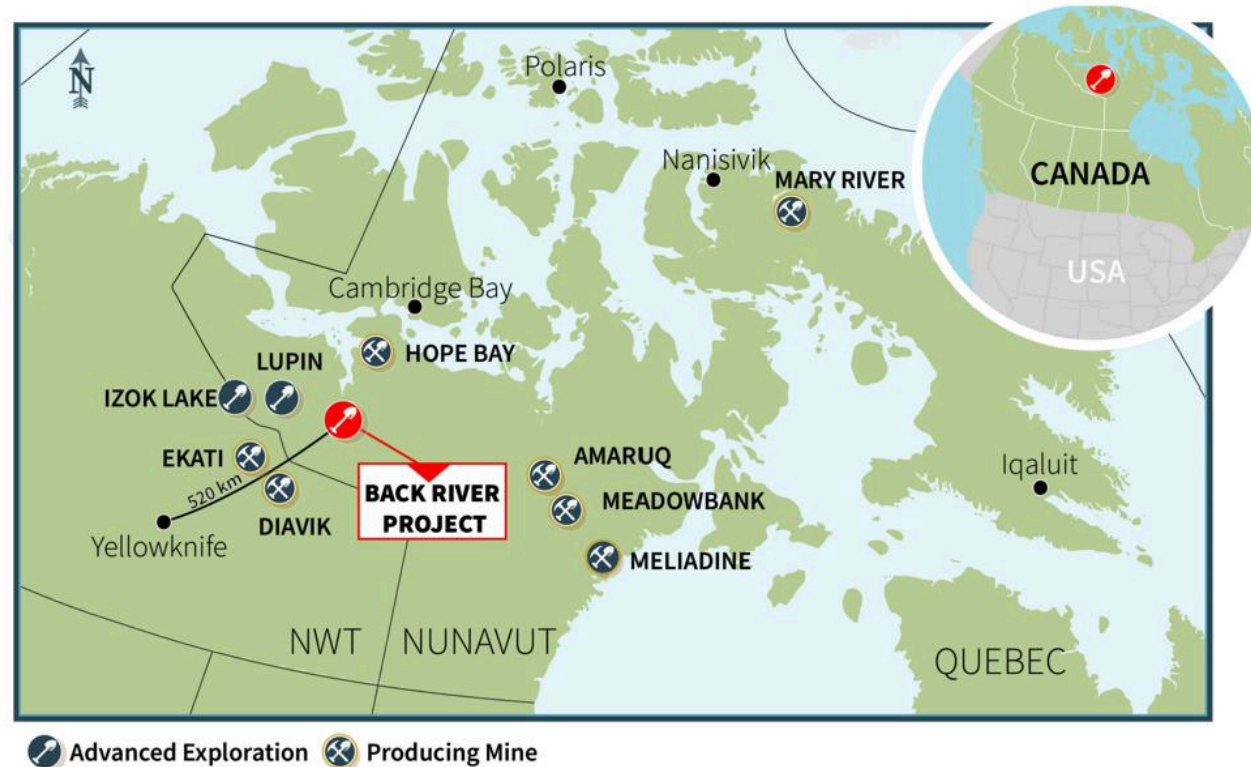 N
Polaris
Nanisivik
MARY RIVER
CANADA
USA
Cambridge Bay
HOPE BAY
LUPIN
IZOK LAKE
EKATI
520 km
DIAVIK
Yellowknife
BACK RIVER
PROJECT
AMARUQ
MEADOWBANK
MELIADINE
Iqaluit
NWT
NUNAVUT
QUEBEC
Advanced Exploration
Producing Mine